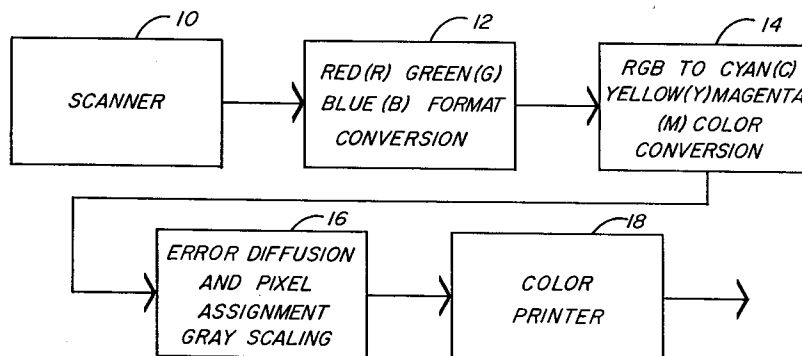 10
SCANNER
12
RED(R) GREEN(G)
BLUE(B) FORMAT
CONVERSION
14
RGB TO CYAN(C)
YELLOW(Y)MAGENTA
(M) COLOR
CONVERSION
16
ERROR DIFFUSION
AND PIXEL
ASSIGNMENT
GRAY SCALING
18
COLOR
PRINTER